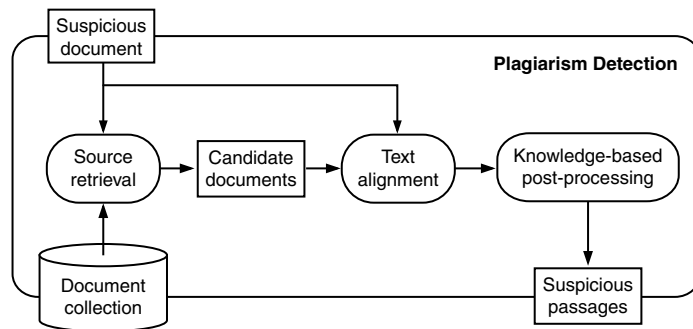 Suspicious
document
Plagiarism Detection
Source
retrieval
Candidate
documents
Text
alignment
Knowledge-based
post-processing
Document
collection
Suspicious
passages